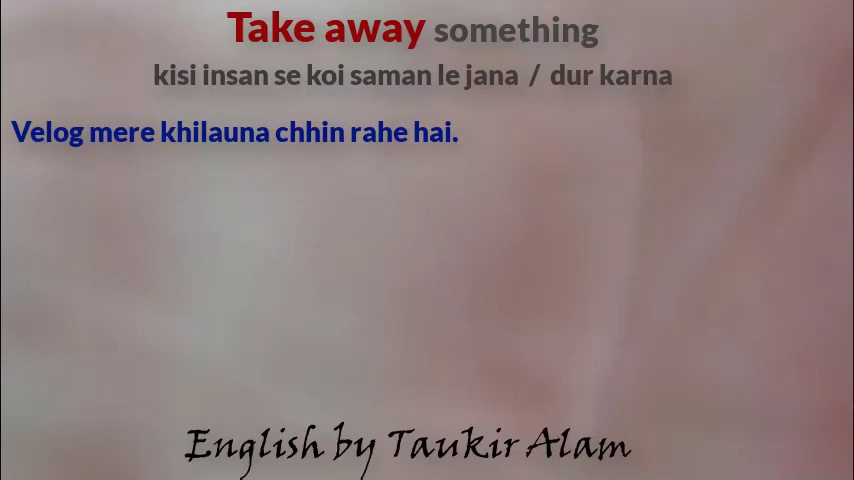 Take away something
kisi insan se koi saman le jana / dur karna
Velog mere khilauna chhin rahe hai.
English by Taukir Alam